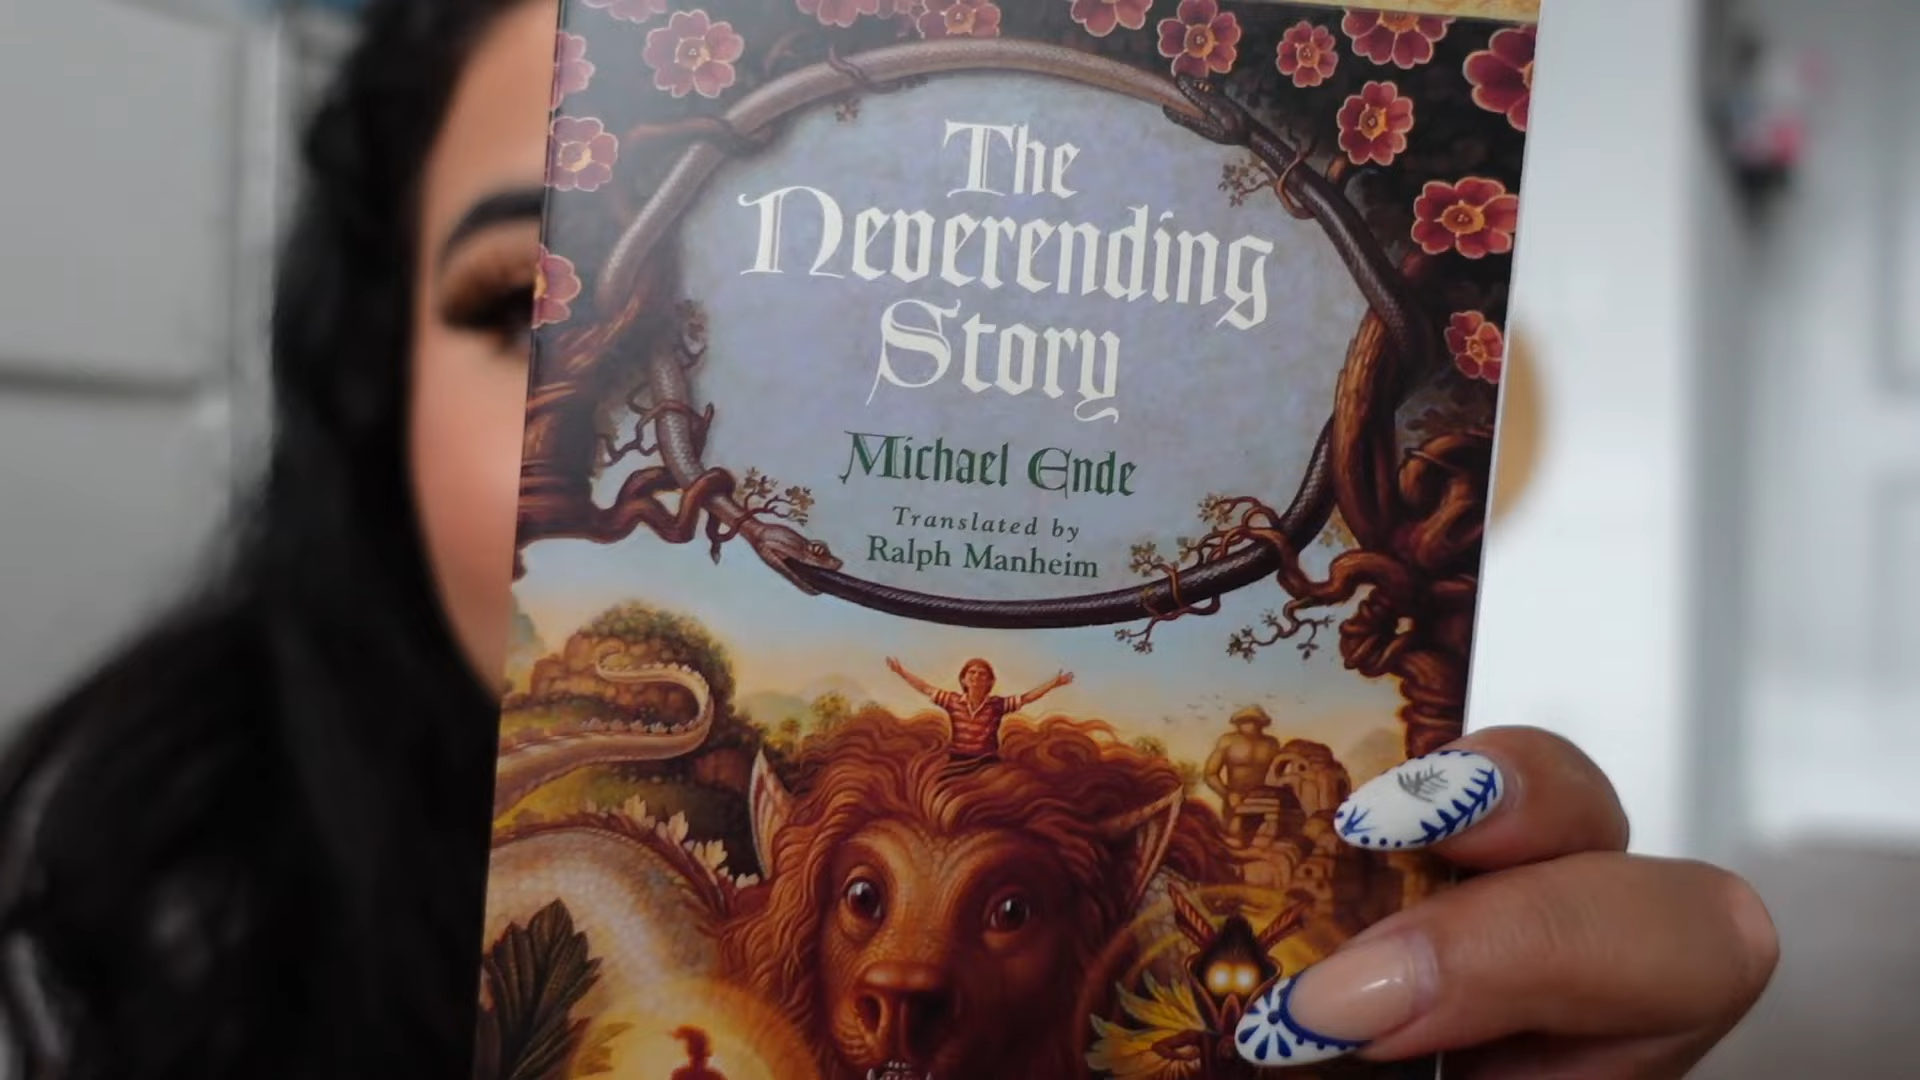 The
Neverending
Story
Michael Ende
Translated by
Ralph Manheim